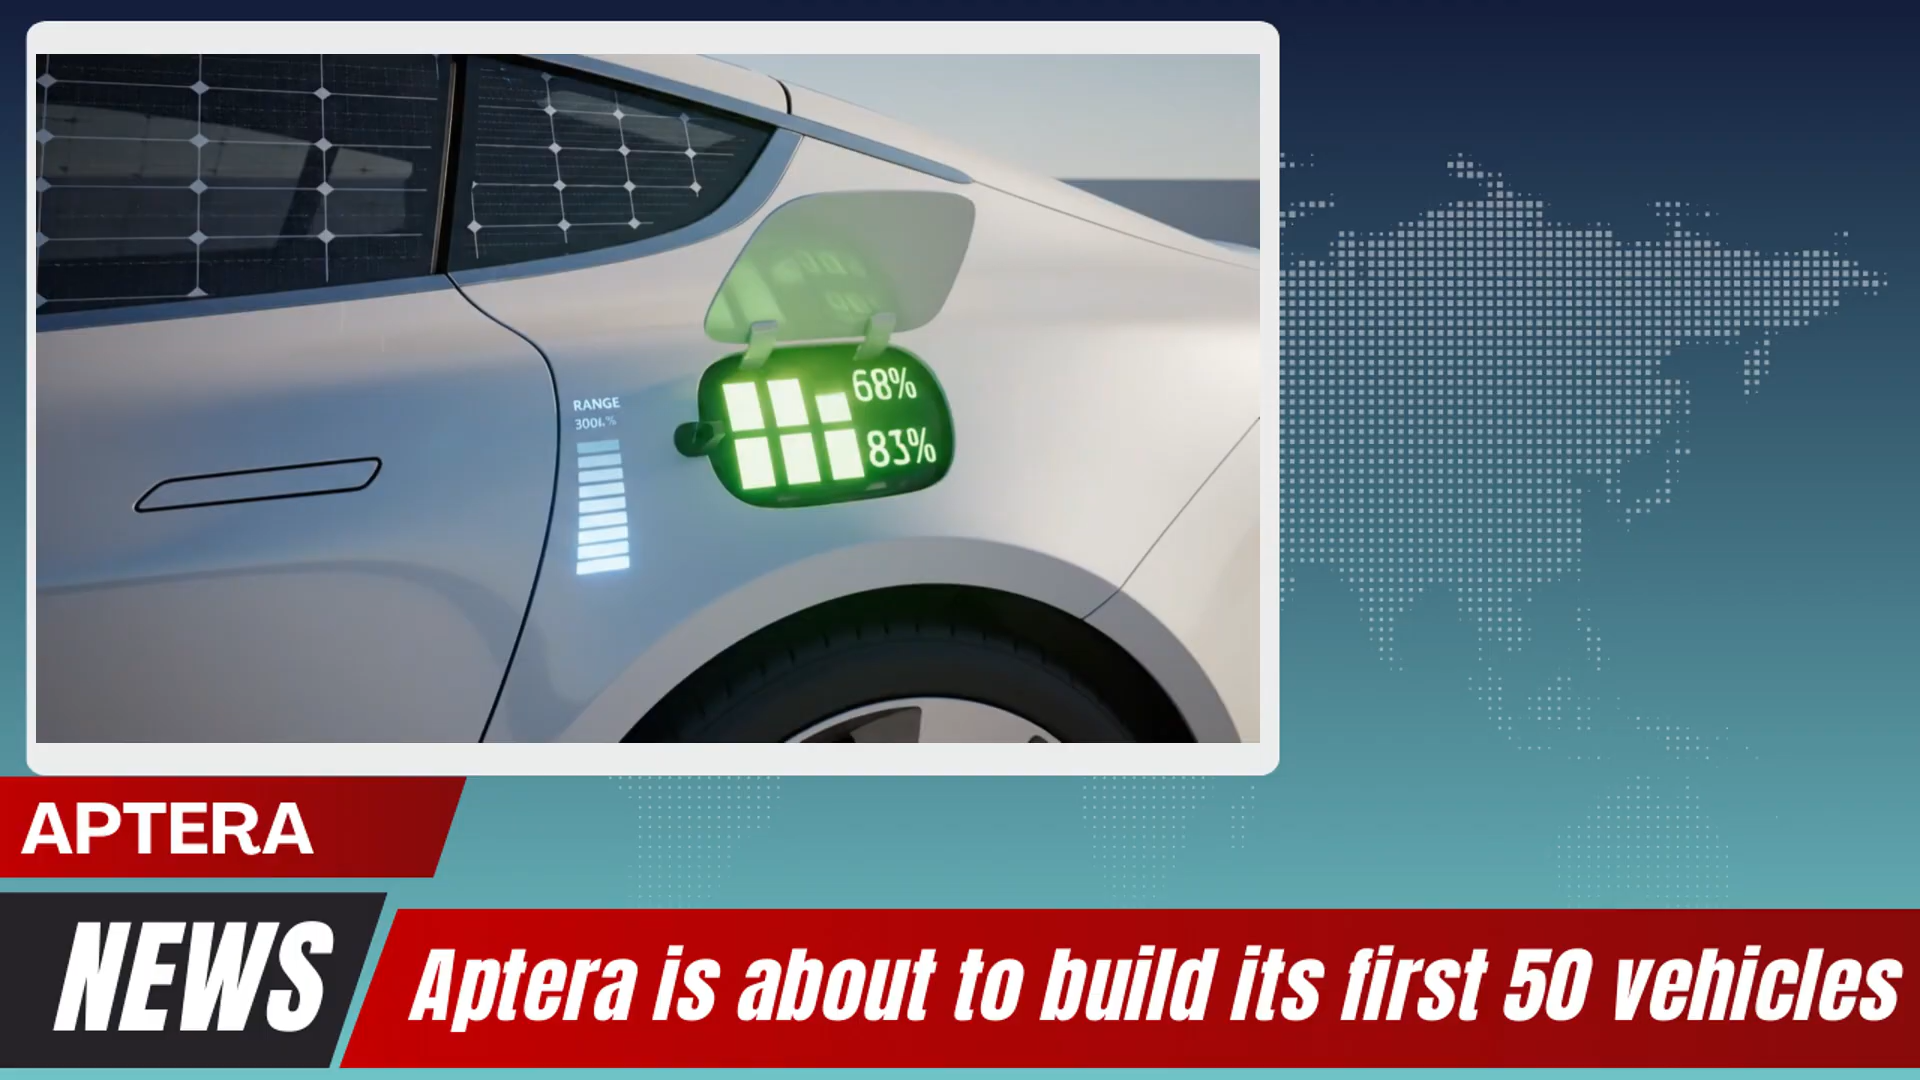 RANGE
68%
83%
APTERA
NEWS
Aptera is about to build its first 50 vehicles